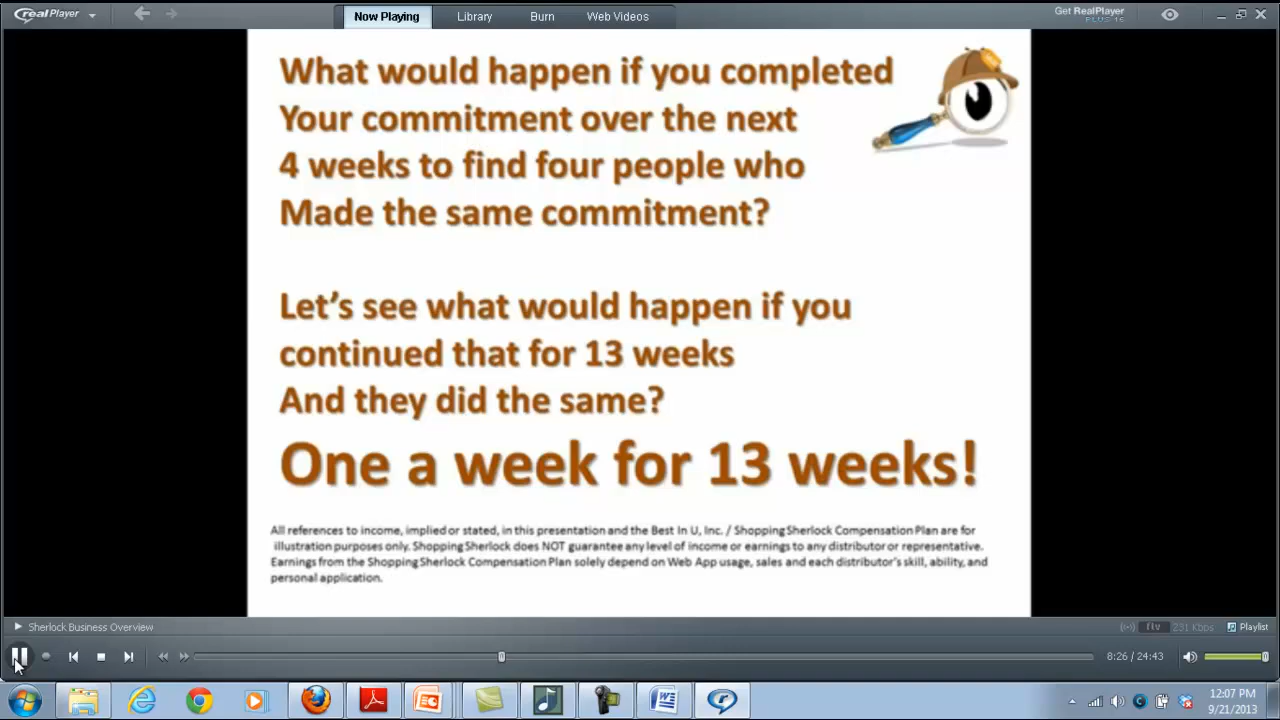 realPlayer
Now Playing
Library
Burn
Web Videos
Get RealPlayer
PLUS 16
What would happen if you completed
Your commitment over the next
4 weeks to find four people who
Made the same commitment?
Let's see what would happen if you
continued that for 13 weeks
And they did the same?
One a week for 13 weeks!
All references to income, implied or stated, in this presentation and the Best In U, Inc. / Shopping Sherlock Compensation Plan are for
illustration purposes only. Shopping Sherlock does NOT guarantee any level of income or earnings to any distributor or representative.
Earnings from the Shopping Sherlock Compensation Plan solely depend on Web App usage, sales and each distributor's skill, ability, and
personal application.
Sherlock Business Overview
flv
231 Kbps
Playlist
8:26 / 24:43
12:07 PM
9/21/2013